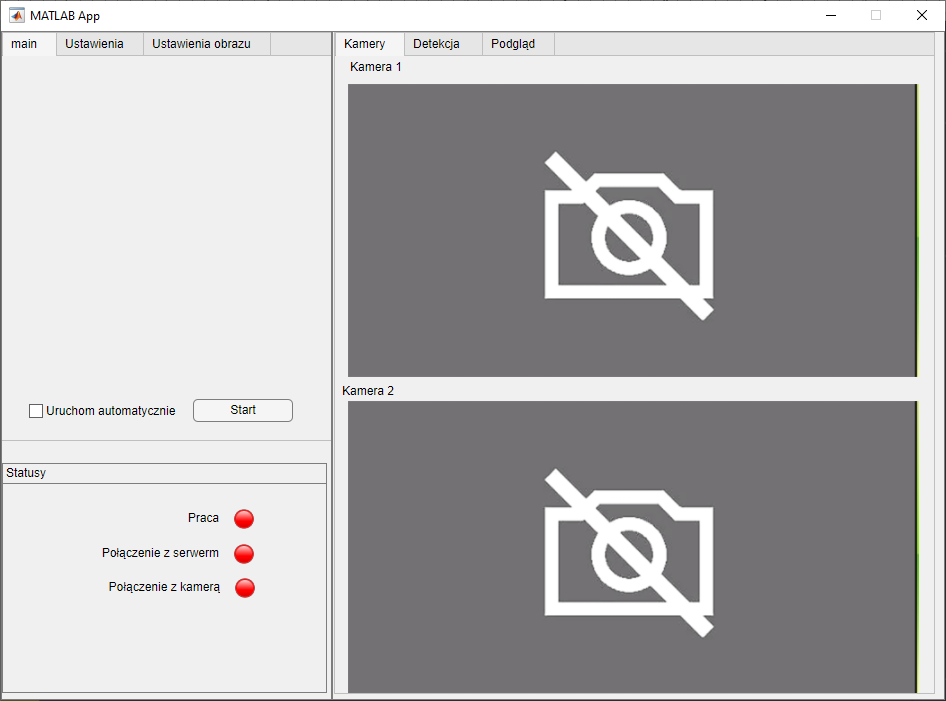 MATLAB App
main Ustawienia Ustawienia obrazu
Kamery Detekcja Podgląd
Kamera 1
Kamera 2
Uruchom automatycznie Start
Statusy
Praca
Połączenie z serwerm
Połączenie z kamerą